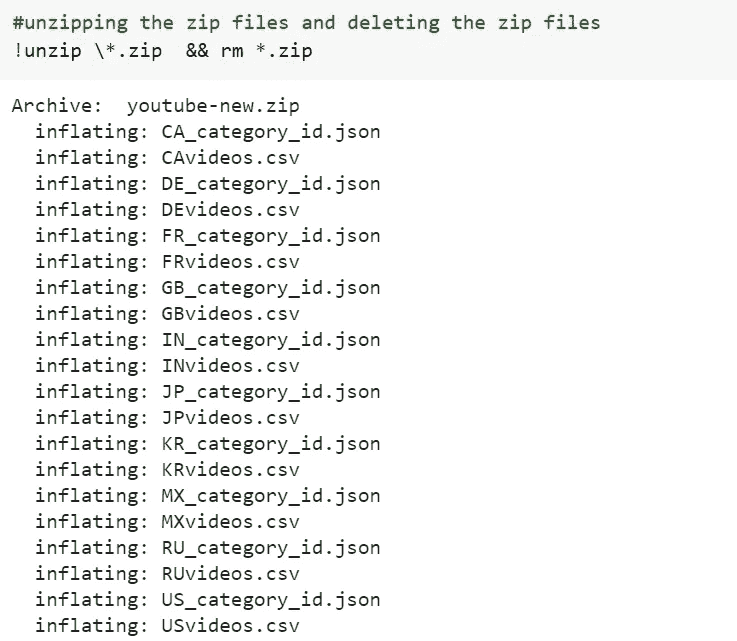 #unzipping the zip files and deleting the zip files
!unzip \*.zip  && rm *.zip
Archive:  youtube-new.zip
  inflating: CA_category_id.json
  inflating: CAvideos.csv
  inflating: DE_category_id.json
  inflating: DEvideos.csv
  inflating: FR_category_id.json
  inflating: FRvideos.csv
  inflating: GB_category_id.json
  inflating: GBvideos.csv
  inflating: IN_category_id.json
  inflating: INvideos.csv
  inflating: JP_category_id.json
  inflating: JPvideos.csv
  inflating: KR_category_id.json
  inflating: KRvideos.csv
  inflating: MX_category_id.json
  inflating: MXvideos.csv
  inflating: RU_category_id.json
  inflating: RUvideos.csv
  inflating: US_category_id.json
  inflating: USvideos.csv